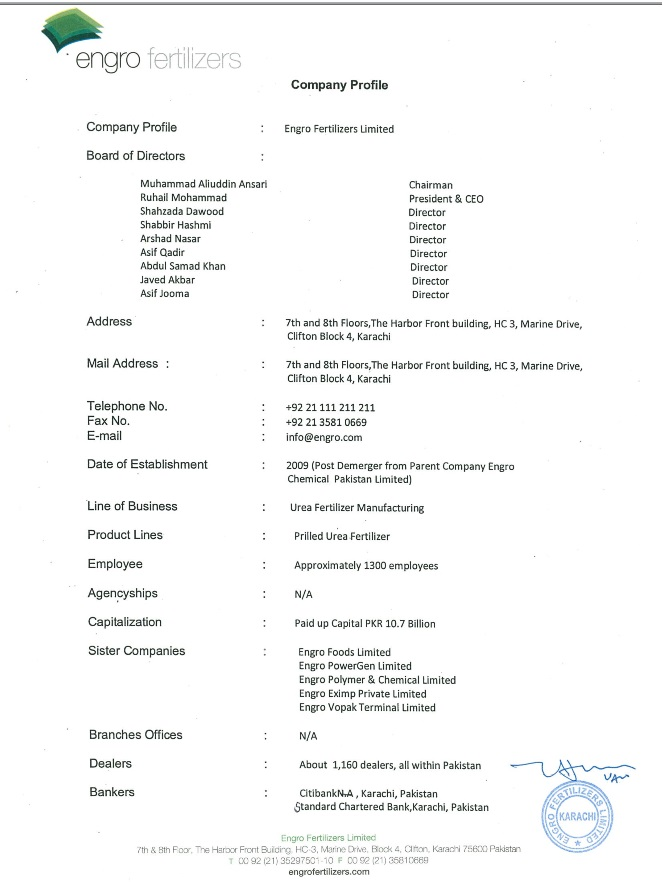 engro fertilizers
Company Profile
Company Profile : Engro Fertilizers Limited
Board of Directors :
Muhammad Aliuddin Ansari Chairman
Ruhail Mohammad President & CEO
Shahzada Dawood Director
Shabbir Hashmi Director
Arshad Nasar Director
Asif Qadir Director
Abdul Samad Khan Director
Javed Akbar Director
Asif Jooma Director
Address : 7th and 8th Floors,The Harbor Front building, HC 3, Marine Drive,
Clifton Block 4, Karachi
Mail Address : : 7th and 8th Floors,The Harbor Front building, HC 3, Marine Drive,
Clifton Block 4, Karachi
Telephone No. : +92 21 111 211 211
Fax No. : +92 21 3581 0669
E-mail : info@engro.com
Date of Establishment : 2009 (Post Demerger from Parent Company Engro
Chemical Pakistan Limited)
Line of Business : Urea Fertilizer Manufacturing
Product Lines : Prilled Urea Fertilizer
Employee : Approximately 1300 employees
Agencyships : N/A
Capitalization : Paid up Capital PKR 10.7 Billion
Sister Companies : Engro Foods Limited
Engro PowerGen Limited
Engro Polymer & Chemical Limited
Engro Eximp Private Limited
Engro Vopak Terminal Limited
Branches Offices : N/A
Dealers : About 1,160 dealers, all within Pakistan
Bankers : CitibankN.A , Karachi, Pakistan
Standard Chartered Bank,Karachi, Pakistan
ENGRO FERTILIZERS LIMITED
KARACHI
Engro Fertilizers Limited
7th & 8th Floor, The Harbor Front Building, HC-3, Marine Drive, Block 4, Clifton, Karachi 75600 Pakistan
T 00 92 (21) 35297501-10 F 00 92 (21) 35810669
engrofertilizers.com